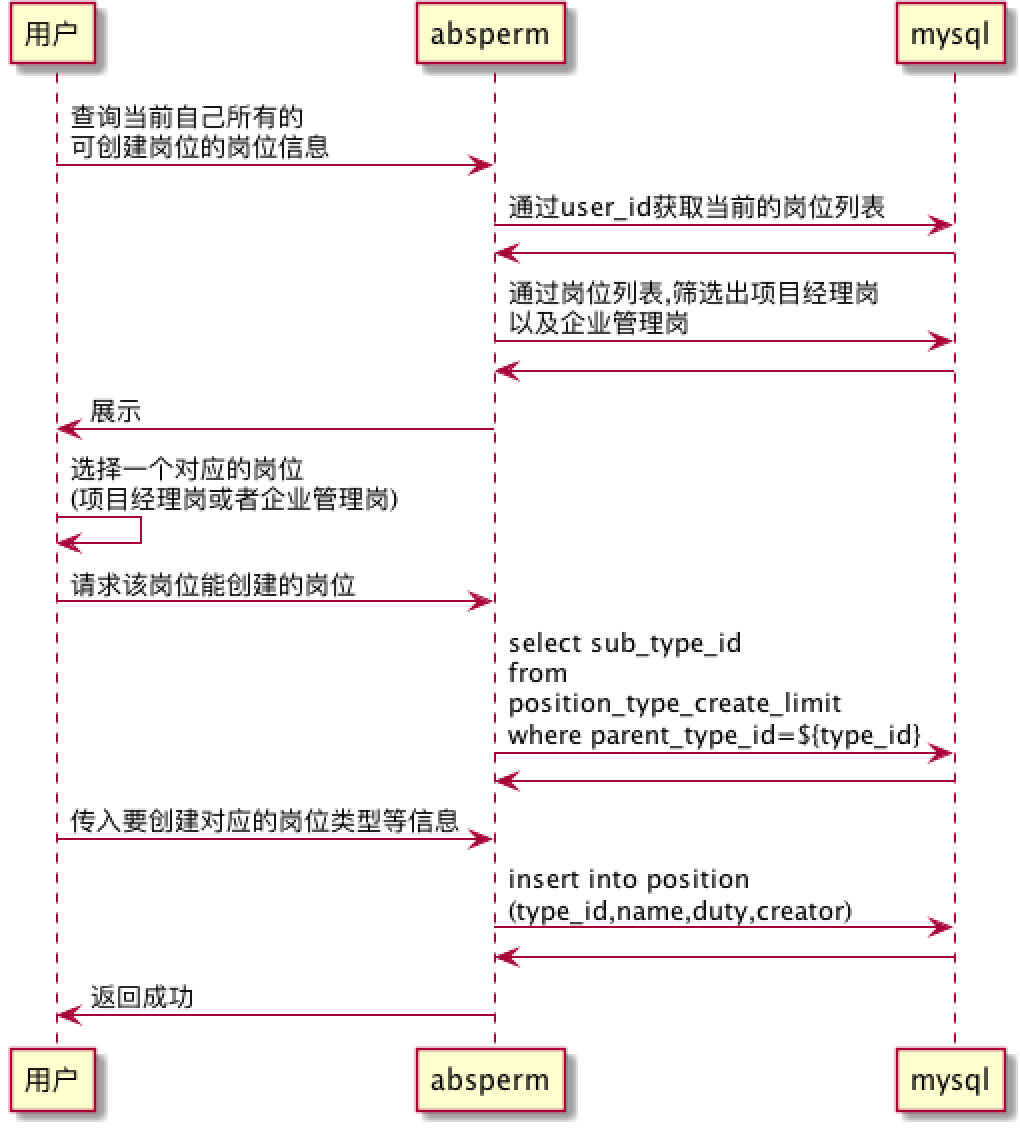 用户
absperm
mysql
查询当前自己所有的
可创建岗位的岗位信息
通过user_id获取当前的岗位列表
通过岗位列表,筛选出项目经理岗
以及企业管理岗
展示
选择一个对应的岗位
(项目经理岗或者企业管理岗)
请求该岗位能创建的岗位
select sub_type_id
from
position_type_create_limit
where parent_type_id=${type_id}
传入要创建对应的岗位类型等信息
insert into position
(type_id,name,duty,creator)
返回成功
用户
absperm
mysql